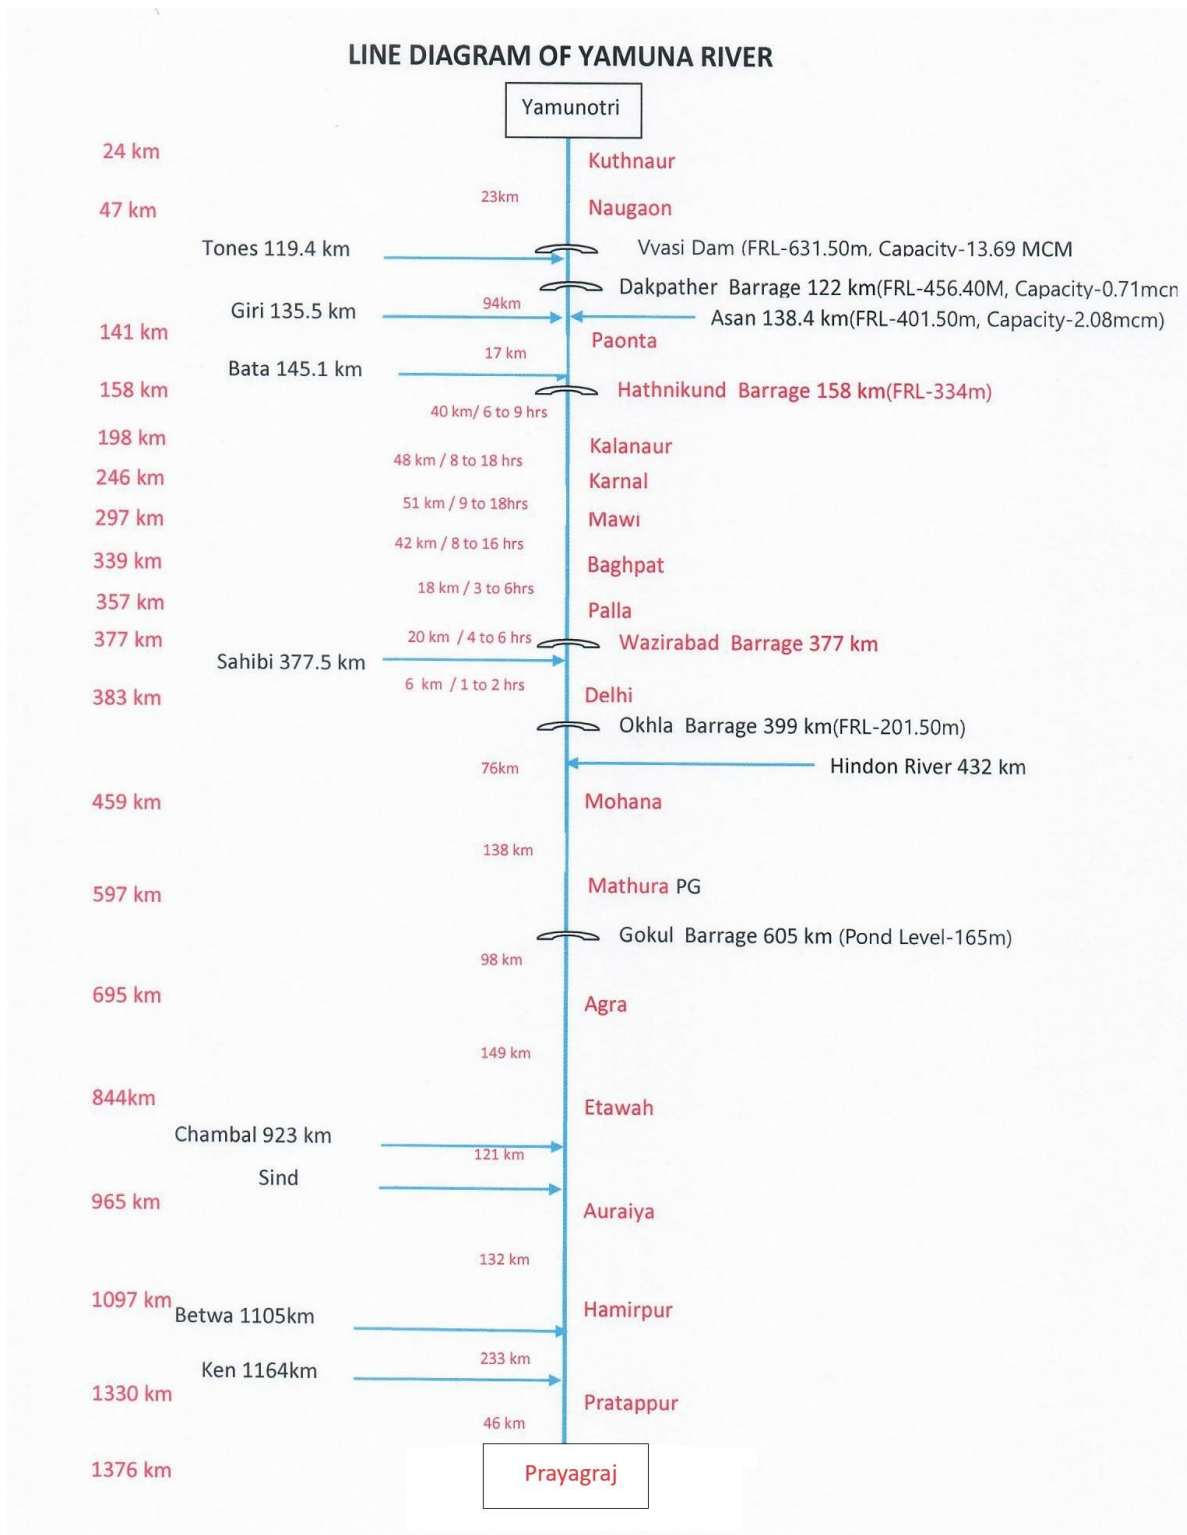 LINE DIAGRAM OF YAMUNA RIVER
Yamunotri
24 km
Kuthnaur
23km
47 km
Naugaon
Tones 119.4 km
Vyasi Dam (FRL-631.50m, Capacity-13.69 MCM
Dakpather Barrage 122 km(FRL-456.40M, Capacity-0.71mcm
Giri 135.5 km
94km
Asan 138.4 km(FRL-401.50m, Capacity-2.08mcm)
141 km
Paonta
17 km
Bata 145.1 km
158 km
Hathnikund Barrage 158 km(FRL-334m)
40 km/ 6 to 9 hrs
198 km
Kalanaur
48 km / 8 to 18 hrs
246 km
Karnal
51 km / 9 to 18hrs
297 km
Mawi
42 km / 8 to 16 hrs
339 km
Baghpat
18 km / 3 to 6hrs
357 km
Palla
377 km
20 km / 4 to 6 hrs
Wazirabad Barrage 377 km
Sahibi 377.5 km
6 km / 1 to 2 hrs
383 km
Delhi
Okhla Barrage 399 km(FRL-201.50m)
76km
Hindon River 432 km
459 km
Mohana
138 km
597 km
Mathura PG
Gokul Barrage 605 km (Pond Level-165m)
98 km
695 km
Agra
149 km
844km
Etawah
Chambal 923 km
121 km
Sind
965 km
Auraiya
132 km
1097 km
Hamirpur
Betwa 1105km
233 km
Ken 1164km
1330 km
Pratappur
46 km
1376 km
Prayagraj